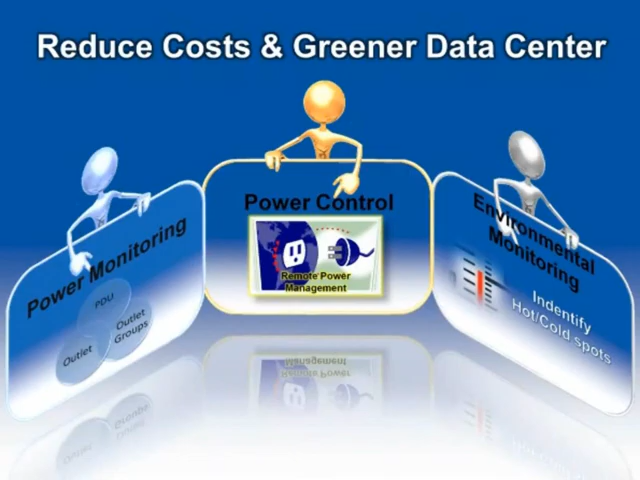 Reduce Costs & Greener Data Center
Power Monitoring
PDU
Outlet
Groups
Outlet
Power Control
Remote Power
Management
Environmental
Monitoring
Indentify
Hot/Cold spots